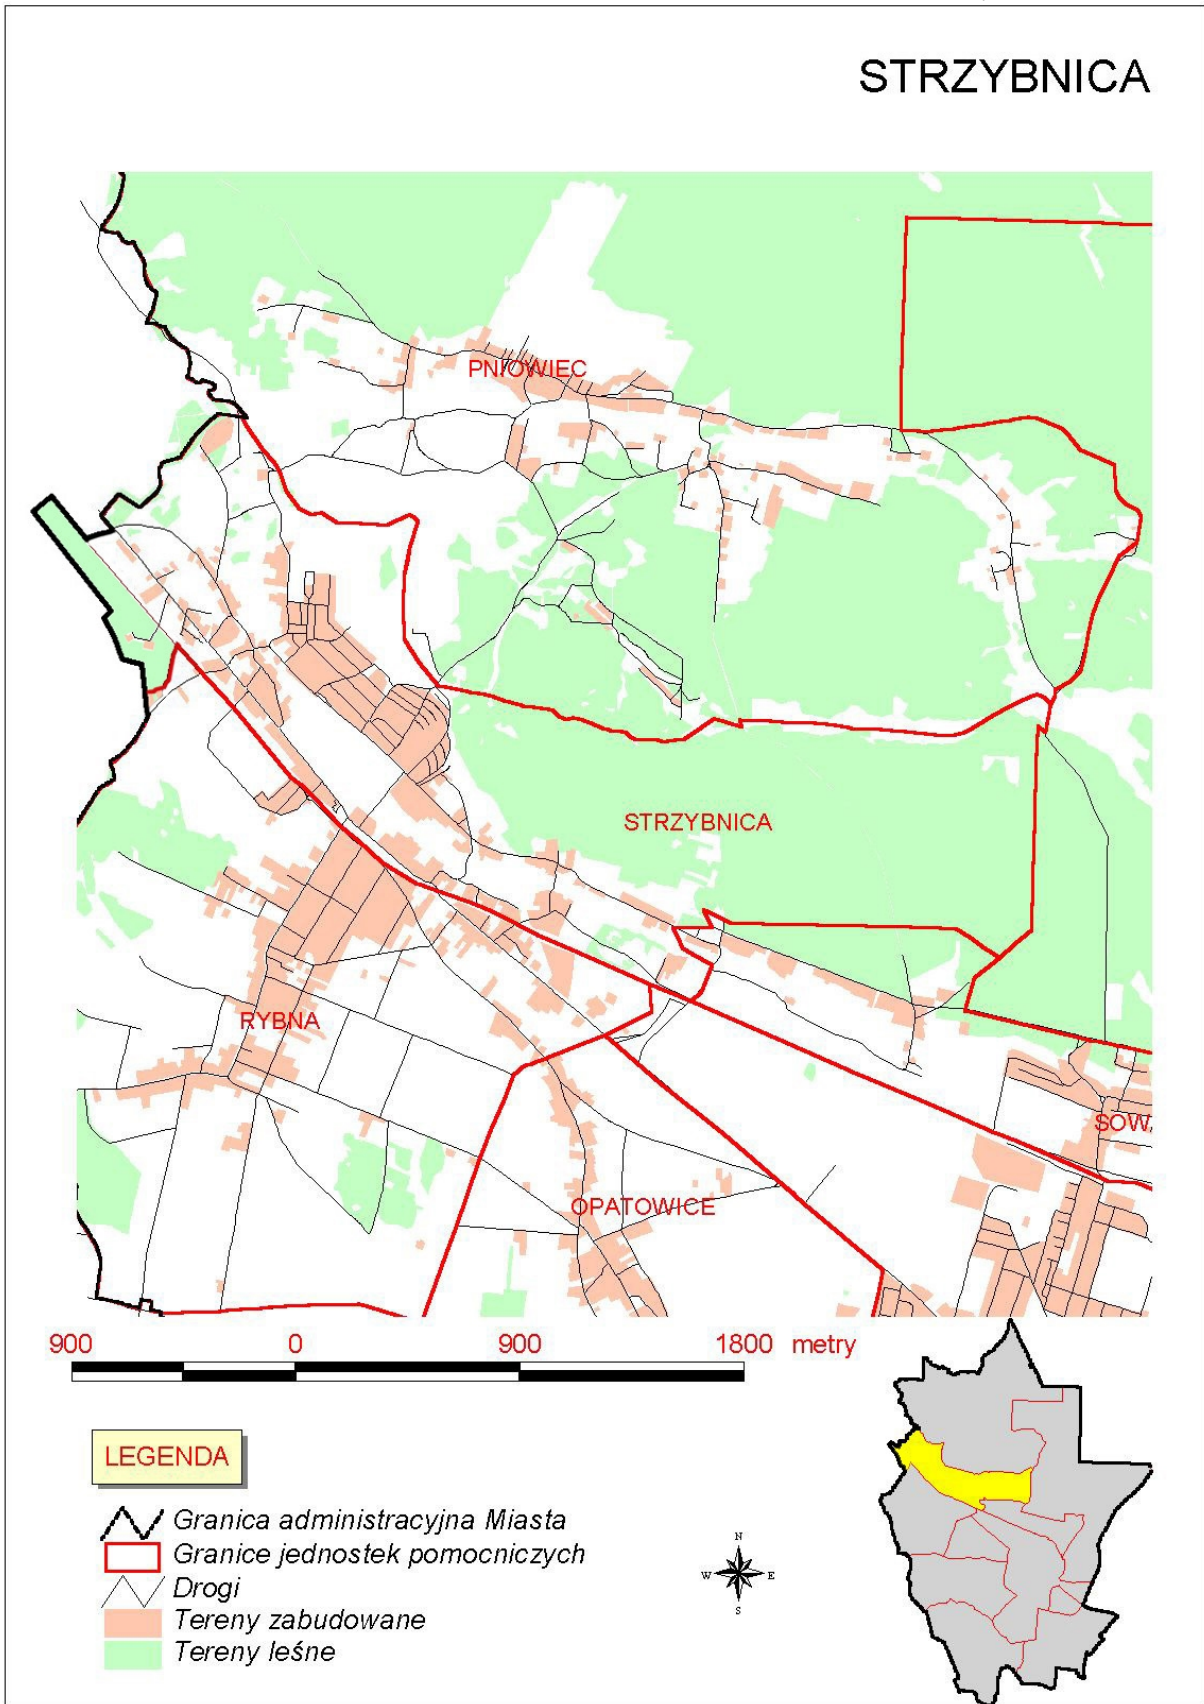 STRZYBNICA
PNIOWIEC
STRZYBNICA
RYBNA
SOW
OPATOWICE
900 0 900 1800 metry
LEGENDA
Granica administracyjna Miasta
Granice jednostek pomocniczych
Drogi
Tereny zabudowane
Tereny leśne
N
W E
S